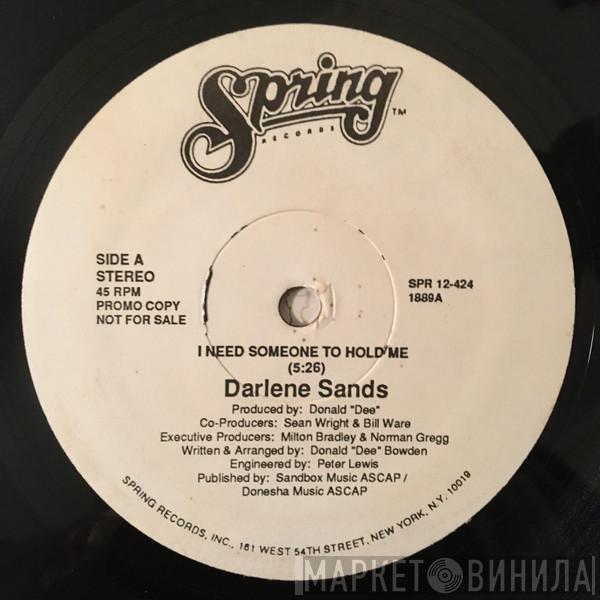 Spring
RECORDS
TM
SIDE A
STEREO
45 RPM
PROMO COPY
NOT FOR SALE
SPR 12-424
1889A
I NEED SOMEONE TO HOLD ME
(5:26)
Darlene Sands
Produced by: Donald "Dee"
Co-Producers: Sean Wright & Bill Ware
Executive Producers: Milton Bradley & Norman Gregg
Written & Arranged by: Donald "Dee" Bowden
Engineered by: Peter Lewis
Published by: Sandbox Music ASCAP /
Donesha Music ASCAP
SPRING RECORDS, INC., 161 WEST 54TH STREET, NEW YORK, N.Y. 10019
МАРКЕТ ВИНИЛА